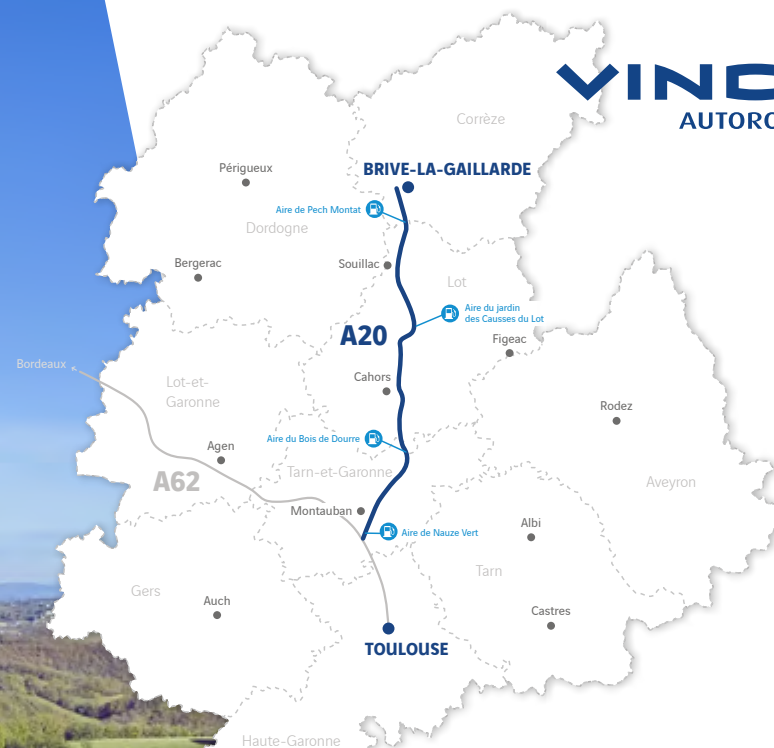 VINC
AUTORO
Corrèze
Périgueux
BRIVE-LA-GAILLARDE
Aire de Pech Montat
Dordogne
Bergerac
Souillac
Lot
Aire du jardin
des Causses du Lot
A20
Figeac
Bordeaux
Cahors
Lot-et-
Garonne
Rodez
Aire du Bois de Dourre
Agen
Tarn-et-Garonne
A62
Aveyron
Montauban
Albi
Aire de Nauze Vert
Tarn
Gers
Auch
Castres
TOULOUSE
Haute-Garonne